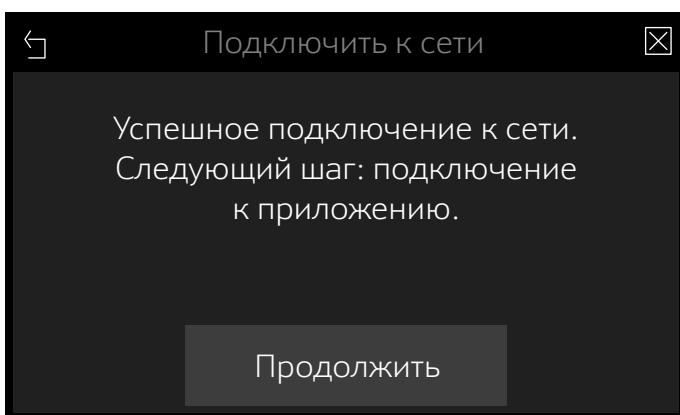 Подключить к сети
Успешное подключение к сети.
Следующий шаг: подключение
к приложению.
Продолжить